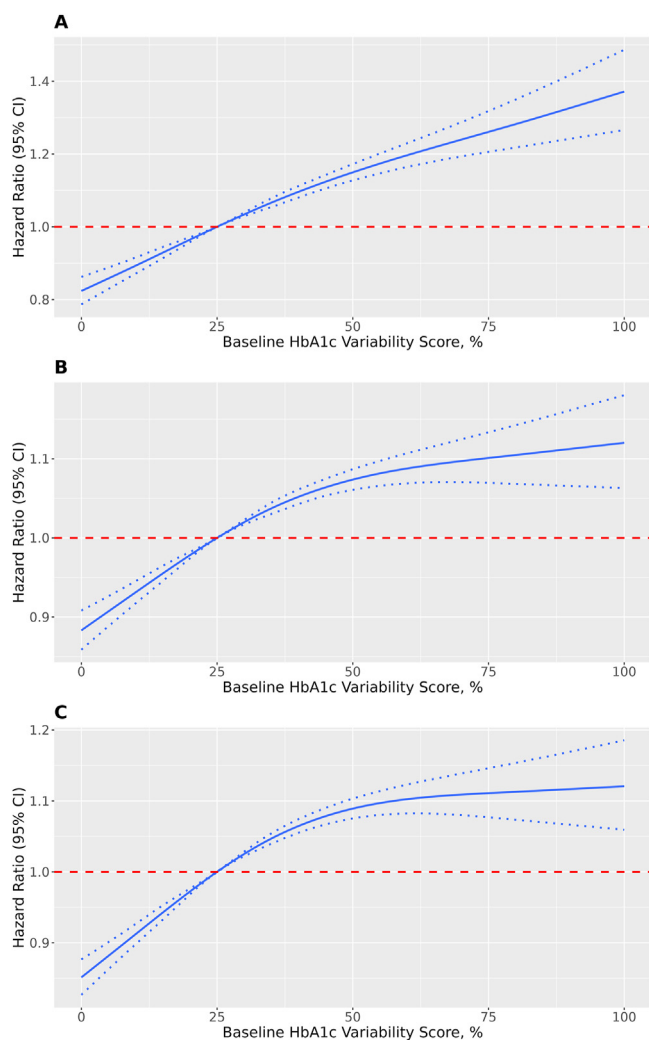 A
Hazard Ratio (95% CI)
1.4
1.2
1.0
0.8
0
25
50
75
100
Baseline HbA1c Variability Score, %
B
Hazard Ratio (95% CI)
1.1
1.0
0.9
0
25
50
75
100
Baseline HbA1c Variability Score, %
C
Hazard Ratio (95% CI)
1.2
1.1
1.0
0.9
0
25
50
75
100
Baseline HbA1c Variability Score, %